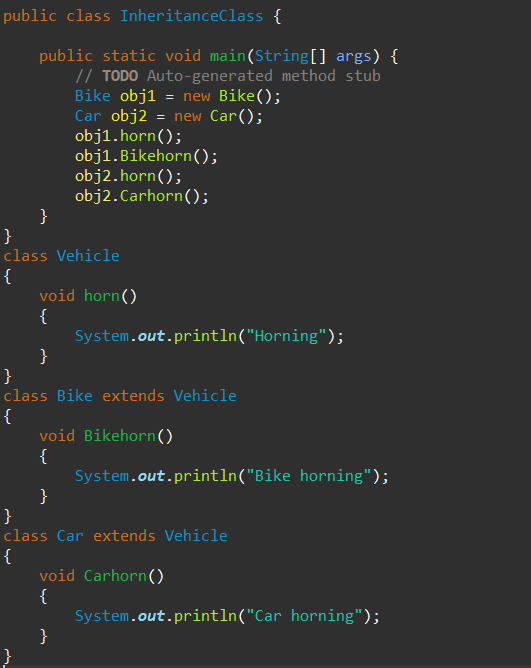 public class InheritanceClass {
    public static void main(String[] args) {
        // TODO Auto-generated method stub
        Bike obj1 = new Bike();
        Car obj2 = new Car();
        obj1.horn();
        obj1.Bikehorn();
        obj2.horn();
        obj2.Carhorn();
    }
}
class Vehicle
{
    void horn()
    {
        System.out.println("Horning");
    }
}
class Bike extends Vehicle
{
    void Bikehorn()
    {
        System.out.println("Bike horning");
    }
}
class Car extends Vehicle
{
    void Carhorn()
    {
        System.out.println("Car horning");
    }
}